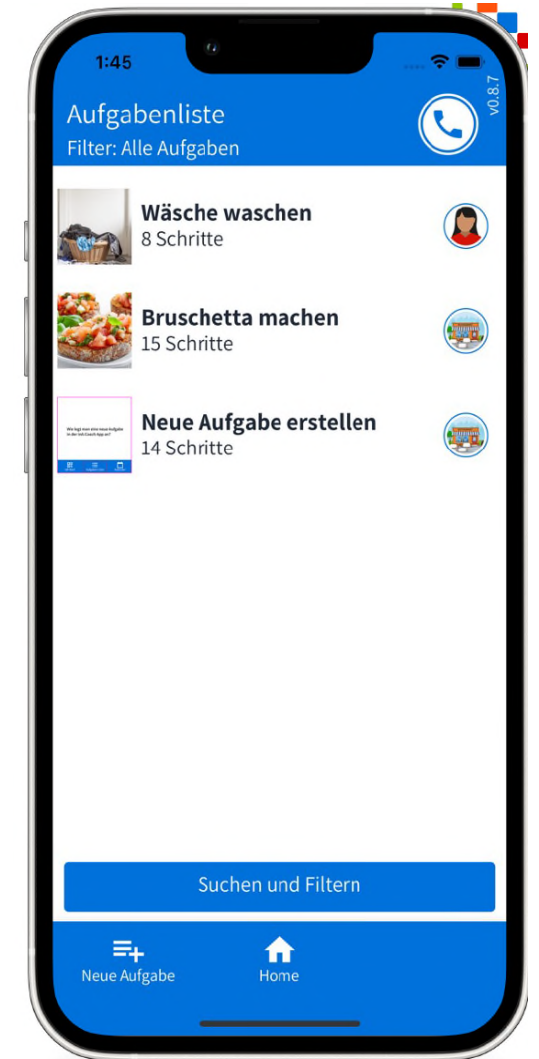 1:45
v0.8.7
Aufgabenliste
Filter: Alle Aufgaben
Wäsche waschen
8 Schritte
Bruschetta machen
15 Schritte
Neue Aufgabe erstellen
14 Schritte
Suchen und Filtern
Neue Aufgabe
Home